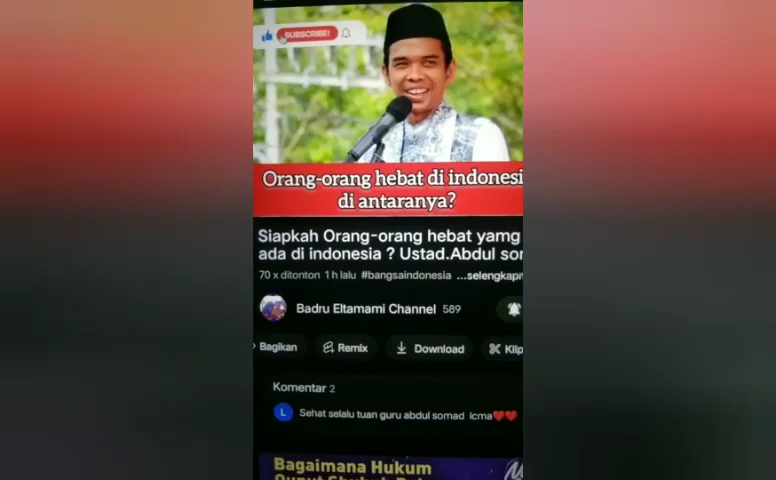 SUBSCRIBE!
Orang-orang hebat di indonesi
di antaranya?
Siapkah Orang-orang hebat yamg
ada di indonesia ? Ustad.Abdul so
70 x ditonton 1 h lalu #bangsaindonesia ...selengkapn
Badru Eltamami Channel 589
Bagikan Remix Download Klip
Komentar 2
L Sehat selalu tuan guru abdul somad lcma❤️❤️
Bagaimana Hukum